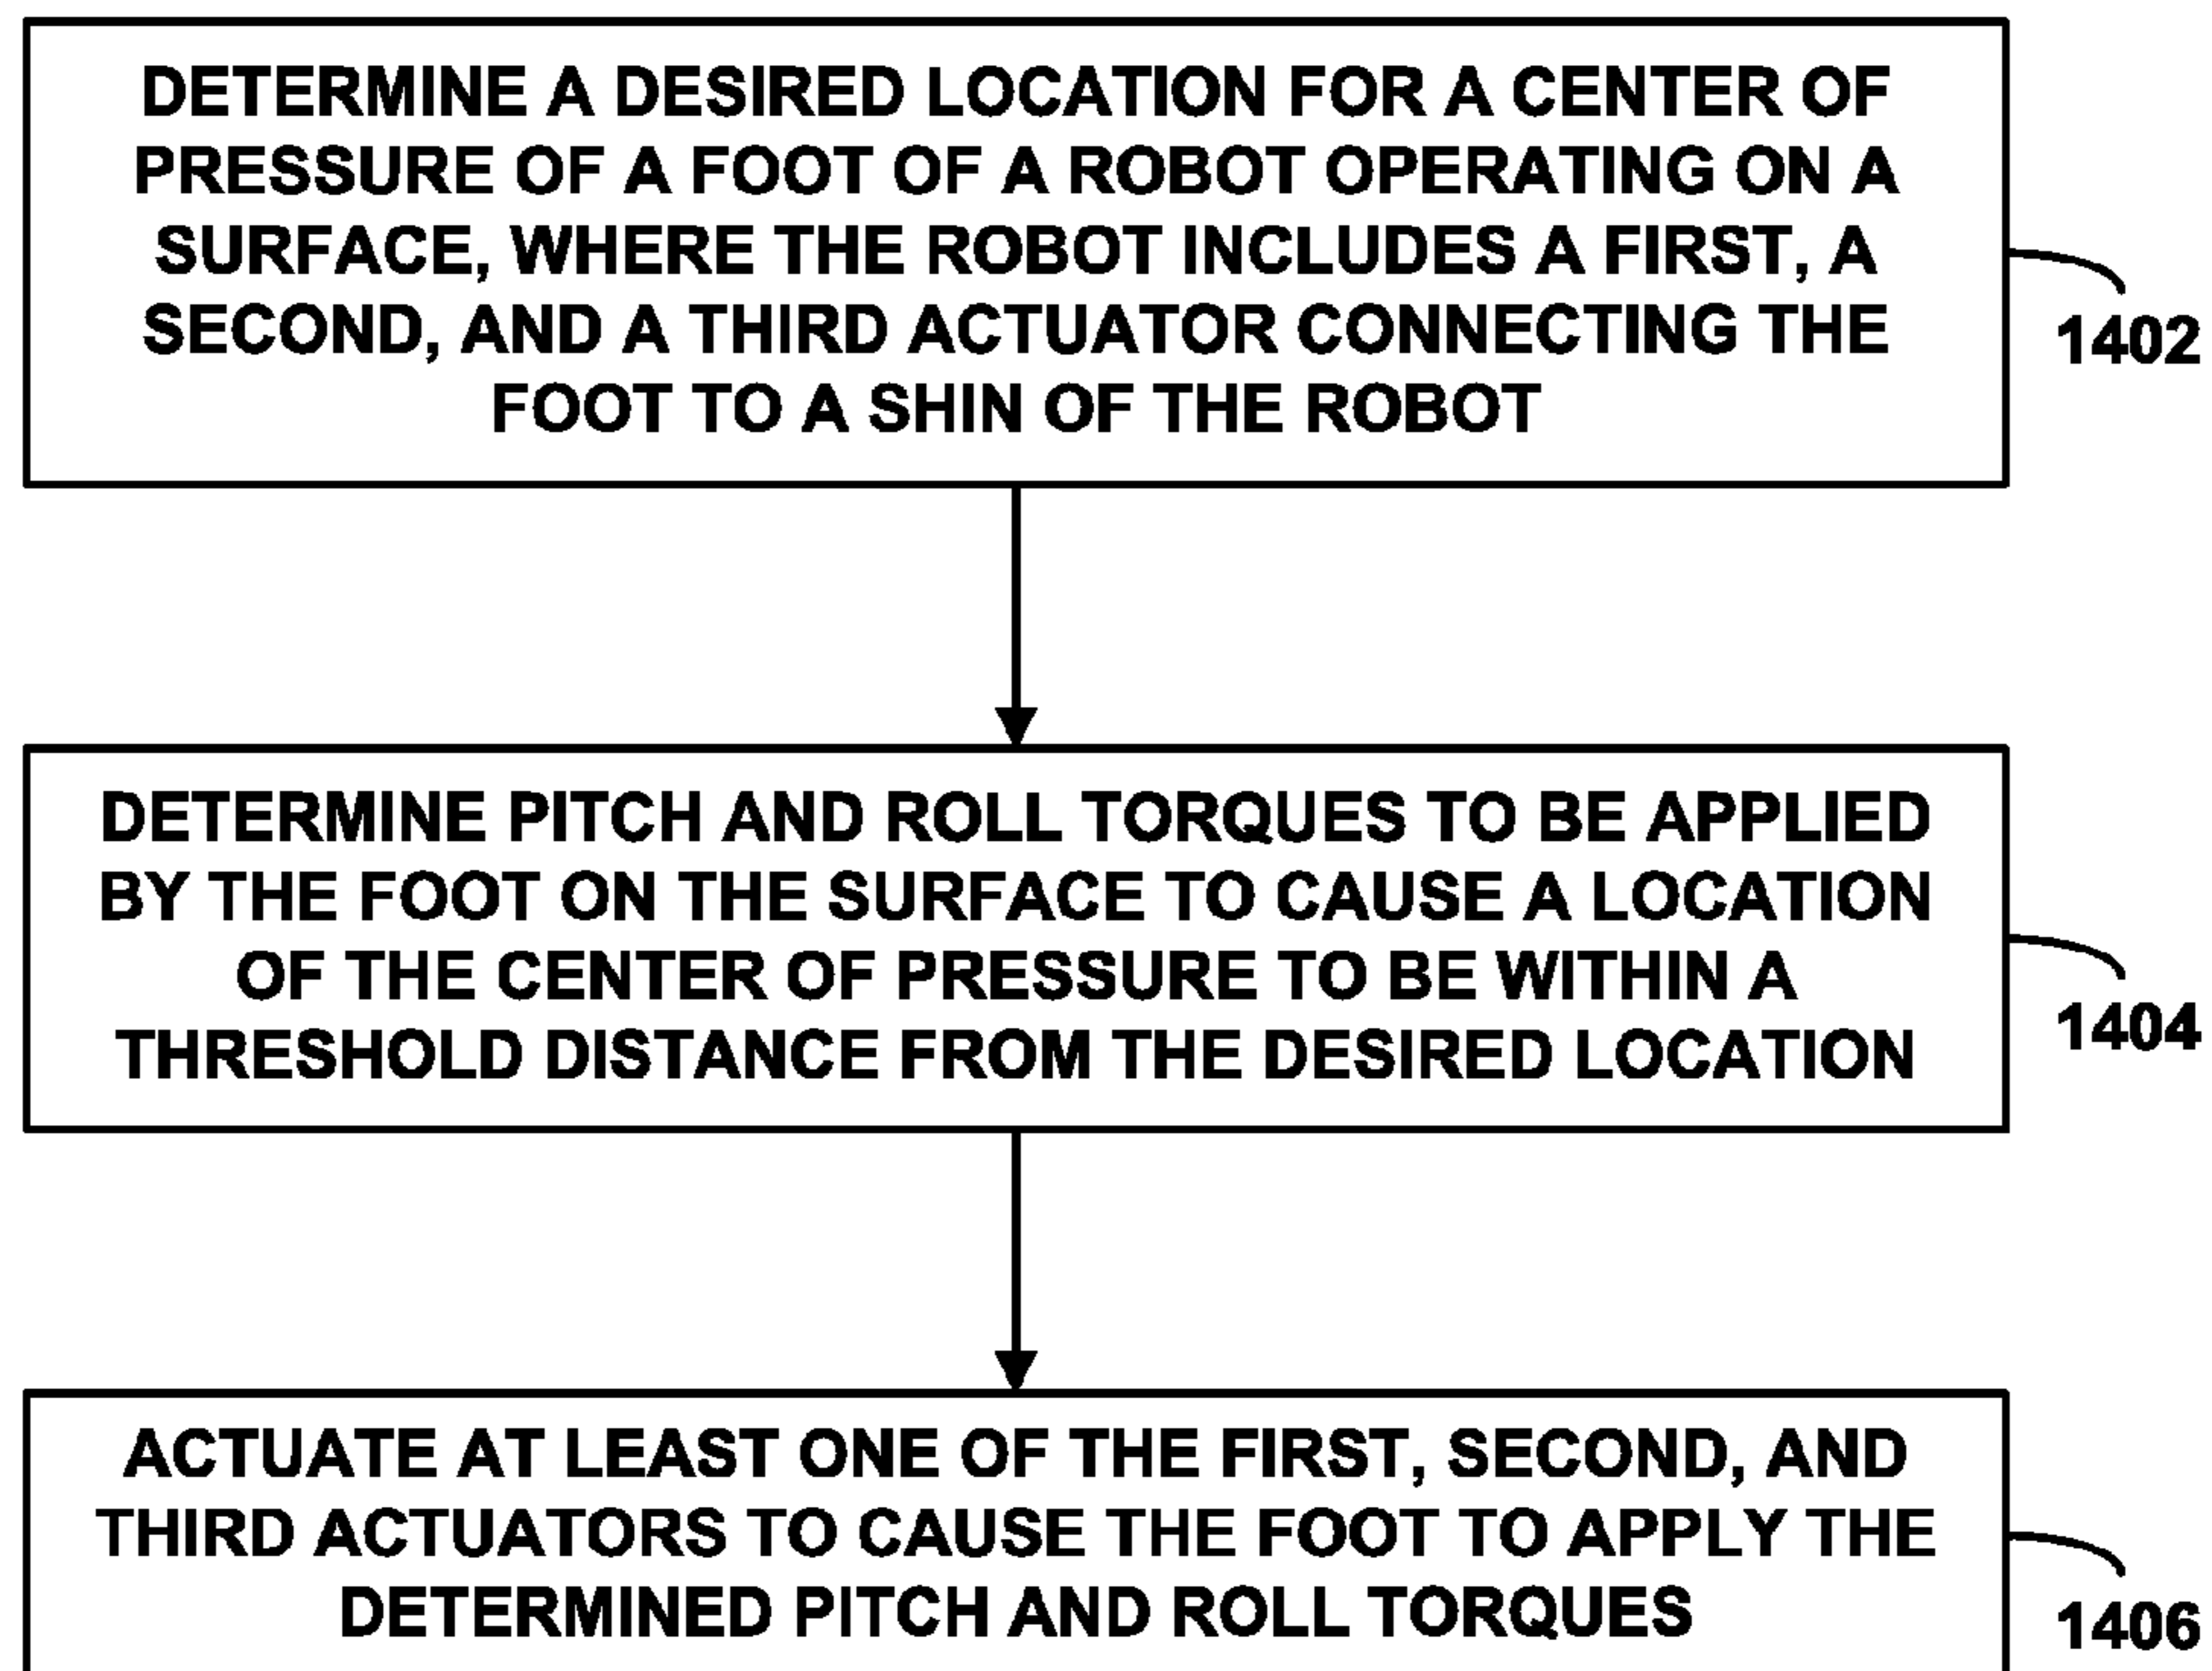 DETERMINE A DESIRED LOCATION FOR A CENTER OF
PRESSURE OF A FOOT OF A ROBOT OPERATING ON A
SURFACE, WHERE THE ROBOT INCLUDES A FIRST, A
SECOND, AND A THIRD ACTUATOR CONNECTING THE
FOOT TO A SHIN OF THE ROBOT
1402
DETERMINE PITCH AND ROLL TORQUES TO BE APPLIED
BY THE FOOT ON THE SURFACE TO CAUSE A LOCATION
OF THE CENTER OF PRESSURE TO BE WITHIN A
THRESHOLD DISTANCE FROM THE DESIRED LOCATION
1404
ACTUATE AT LEAST ONE OF THE FIRST, SECOND, AND
THIRD ACTUATORS TO CAUSE THE FOOT TO APPLY THE
DETERMINED PITCH AND ROLL TORQUES
1406